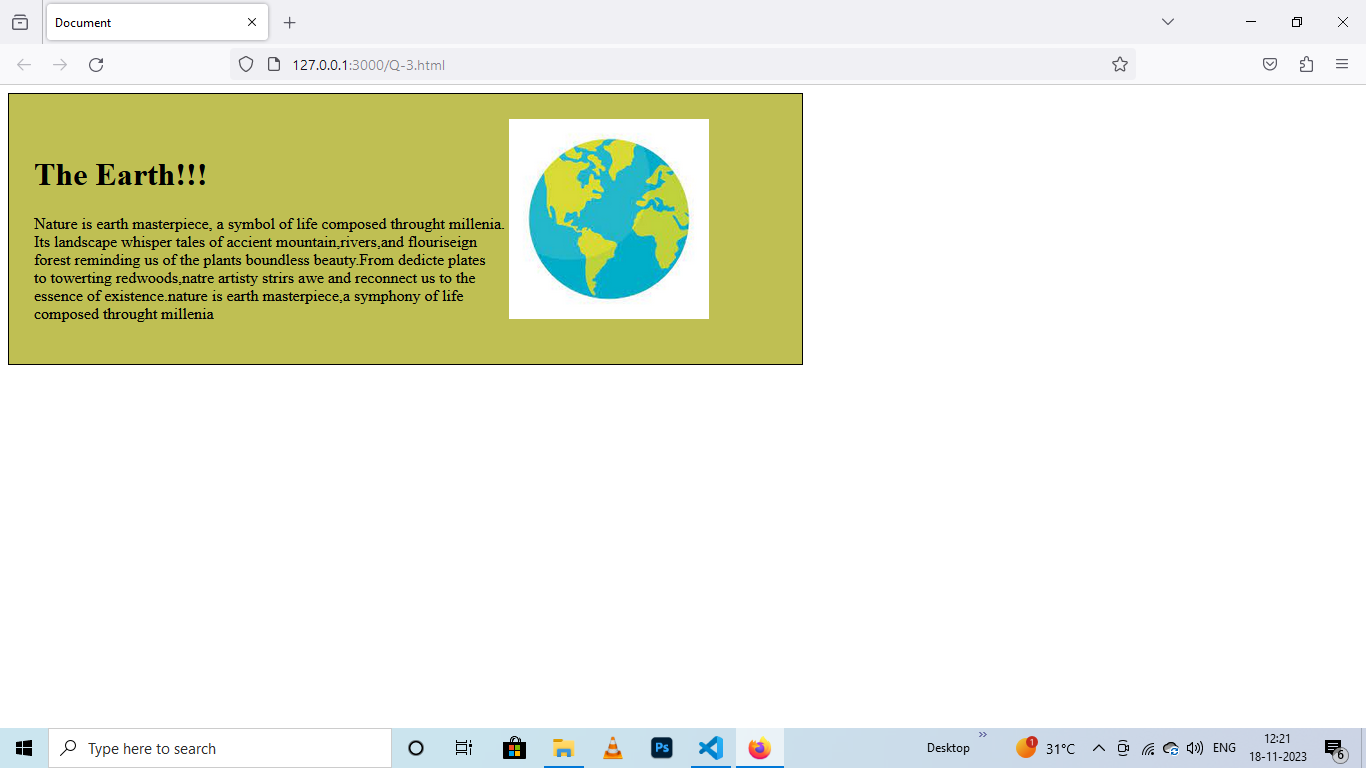 Document
127.0.0.1:3000/Q-3.html
The Earth!!!
Nature is earth masterpiece, a symbol of life composed throught millenia.
Its landscape whisper tales of accient mountain,rivers,and flouriseign
forest reminding us of the plants boundless beauty.From dedicte plates
to towerting redwoods,natre artisty strirs awe and reconnect us to the
essence of existence.nature is earth masterpiece,a symphony of life
composed throught millenia
Type here to search
Ps
Desktop
1
31°C
ENG
12:21
18-11-2023
6